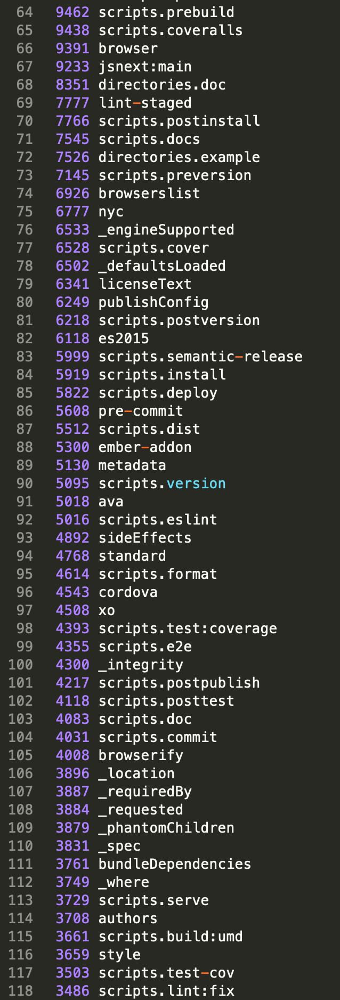 64 9462 scripts.prebuild
65 9438 scripts.coveralls
66 9391 browser
67 9233 jsnext:main
68 8351 directories.doc
69 7777 lint-staged
70 7766 scripts.postinstall
71 7545 scripts.docs
72 7526 directories.example
73 7145 scripts.preversion
74 6926 browserslist
75 6777 nyc
76 6533 _engineSupported
77 6528 scripts.cover
78 6502 _defaultsLoaded
79 6341 licenseText
80 6249 publishConfig
81 6218 scripts.postversion
82 6118 es2015
83 5999 scripts.semantic-release
84 5919 scripts.install
85 5822 scripts.deploy
86 5608 pre-commit
87 5512 scripts.dist
88 5300 ember-addon
89 5130 metadata
90 5095 scripts.version
91 5018 ava
92 5016 scripts.eslint
93 4892 sideEffects
94 4768 standard
95 4614 scripts.format
96 4543 cordova
97 4508 xo
98 4393 scripts.test:coverage
99 4355 scripts.e2e
100 4300 _integrity
101 4217 scripts.postpublish
102 4118 scripts.posttest
103 4083 scripts.doc
104 4031 scripts.commit
105 4008 browserify
106 3896 _location
107 3887 _requiredBy
108 3884 _requested
109 3879 _phantomChildren
110 3831 _spec
111 3761 bundleDependencies
112 3749 _where
113 3729 scripts.serve
114 3708 authors
115 3661 scripts.build:umd
116 3659 style
117 3503 scripts.test-cov
118 3486 scripts.lint:fix